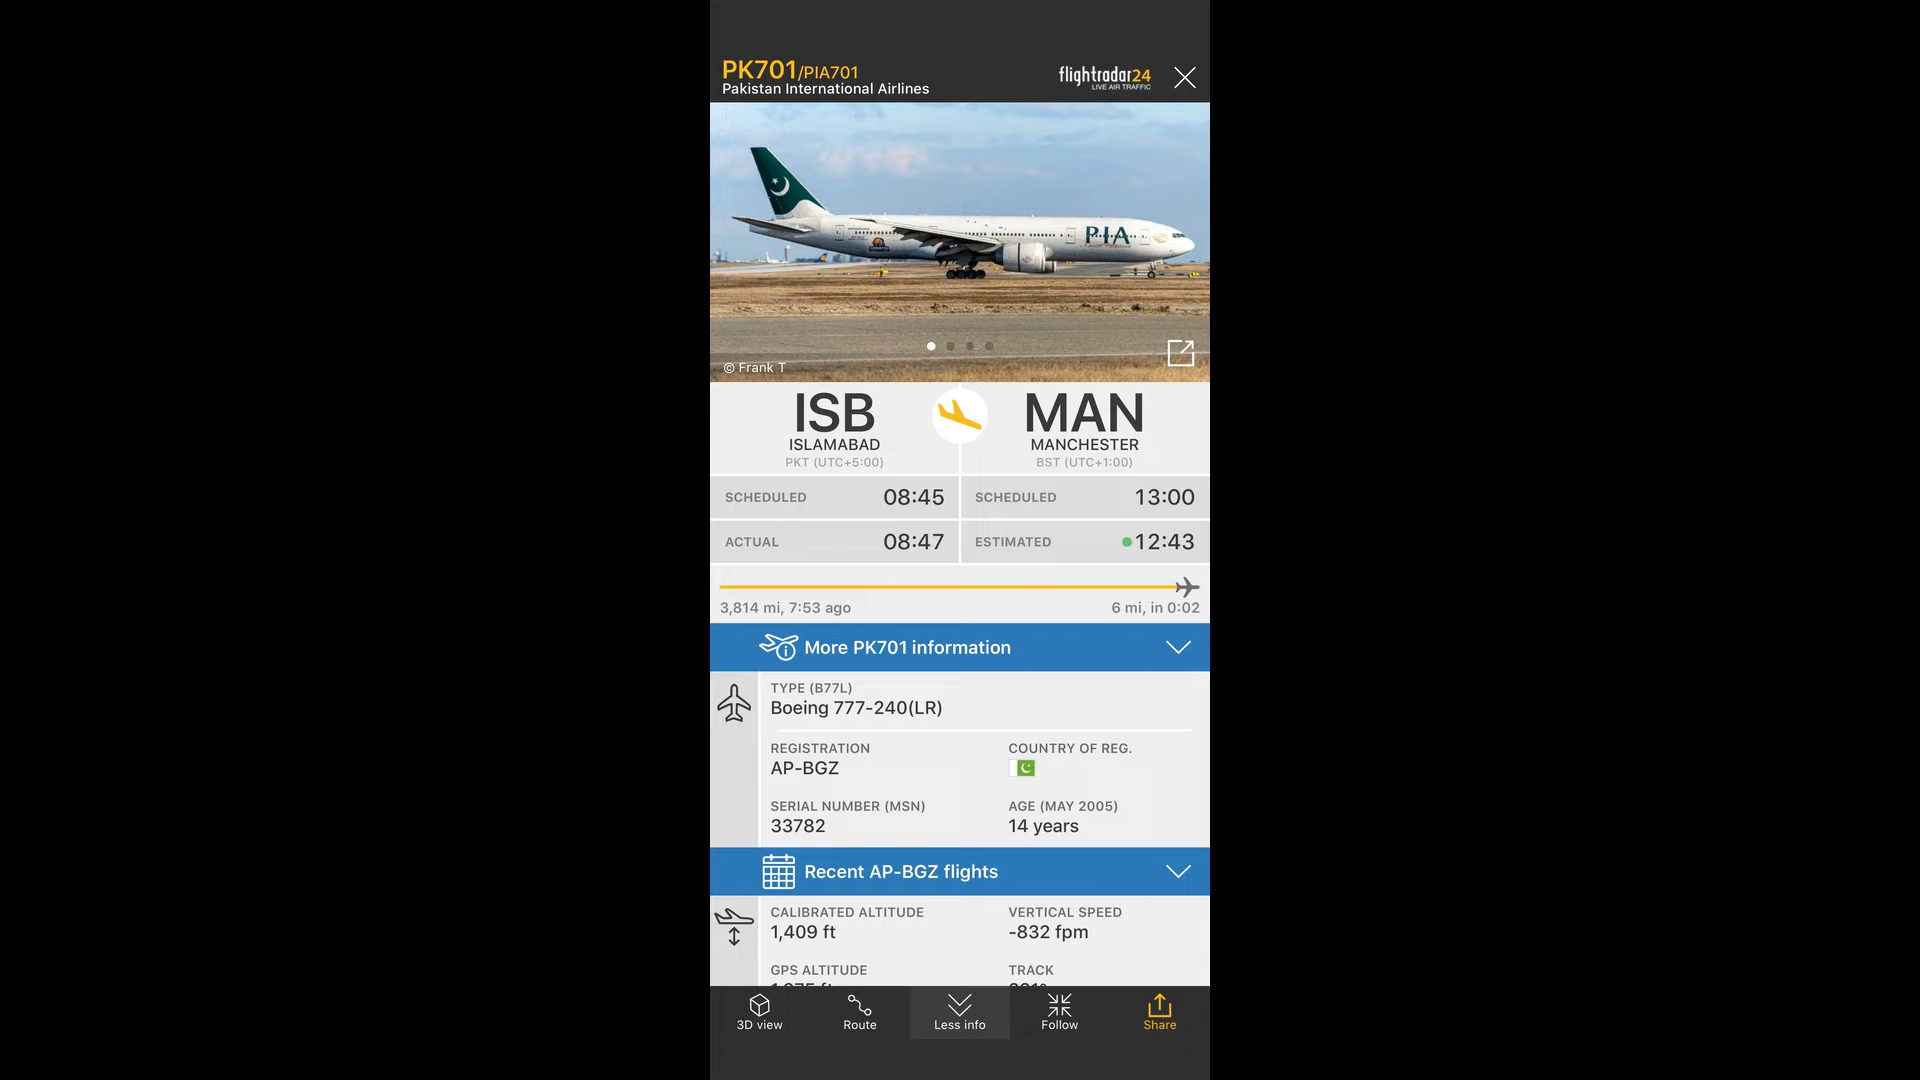 PK701/PIA701
Pakistan International Airlines
flightradar24
LIVE AIR TRAFFIC
PIA
© Frank T
ISB
ISLAMABAD
PKT (UTC+5:00)
MAN
MANCHESTER
BST (UTC+1:00)
SCHEDULED 08:45
SCHEDULED 13:00
ACTUAL 08:47
ESTIMATED 12:43
3,814 mi, 7:53 ago
6 mi, in 0:02
More PK701 information
TYPE (B77L)
Boeing 777-240(LR)
REGISTRATION
AP-BGZ
COUNTRY OF REG.
SERIAL NUMBER (MSN)
33782
AGE (MAY 2005)
14 years
Recent AP-BGZ flights
CALIBRATED ALTITUDE
1,409 ft
VERTICAL SPEED
-832 fpm
GPS ALTITUDE
TRACK
3D view
Route
Less info
Follow
Share